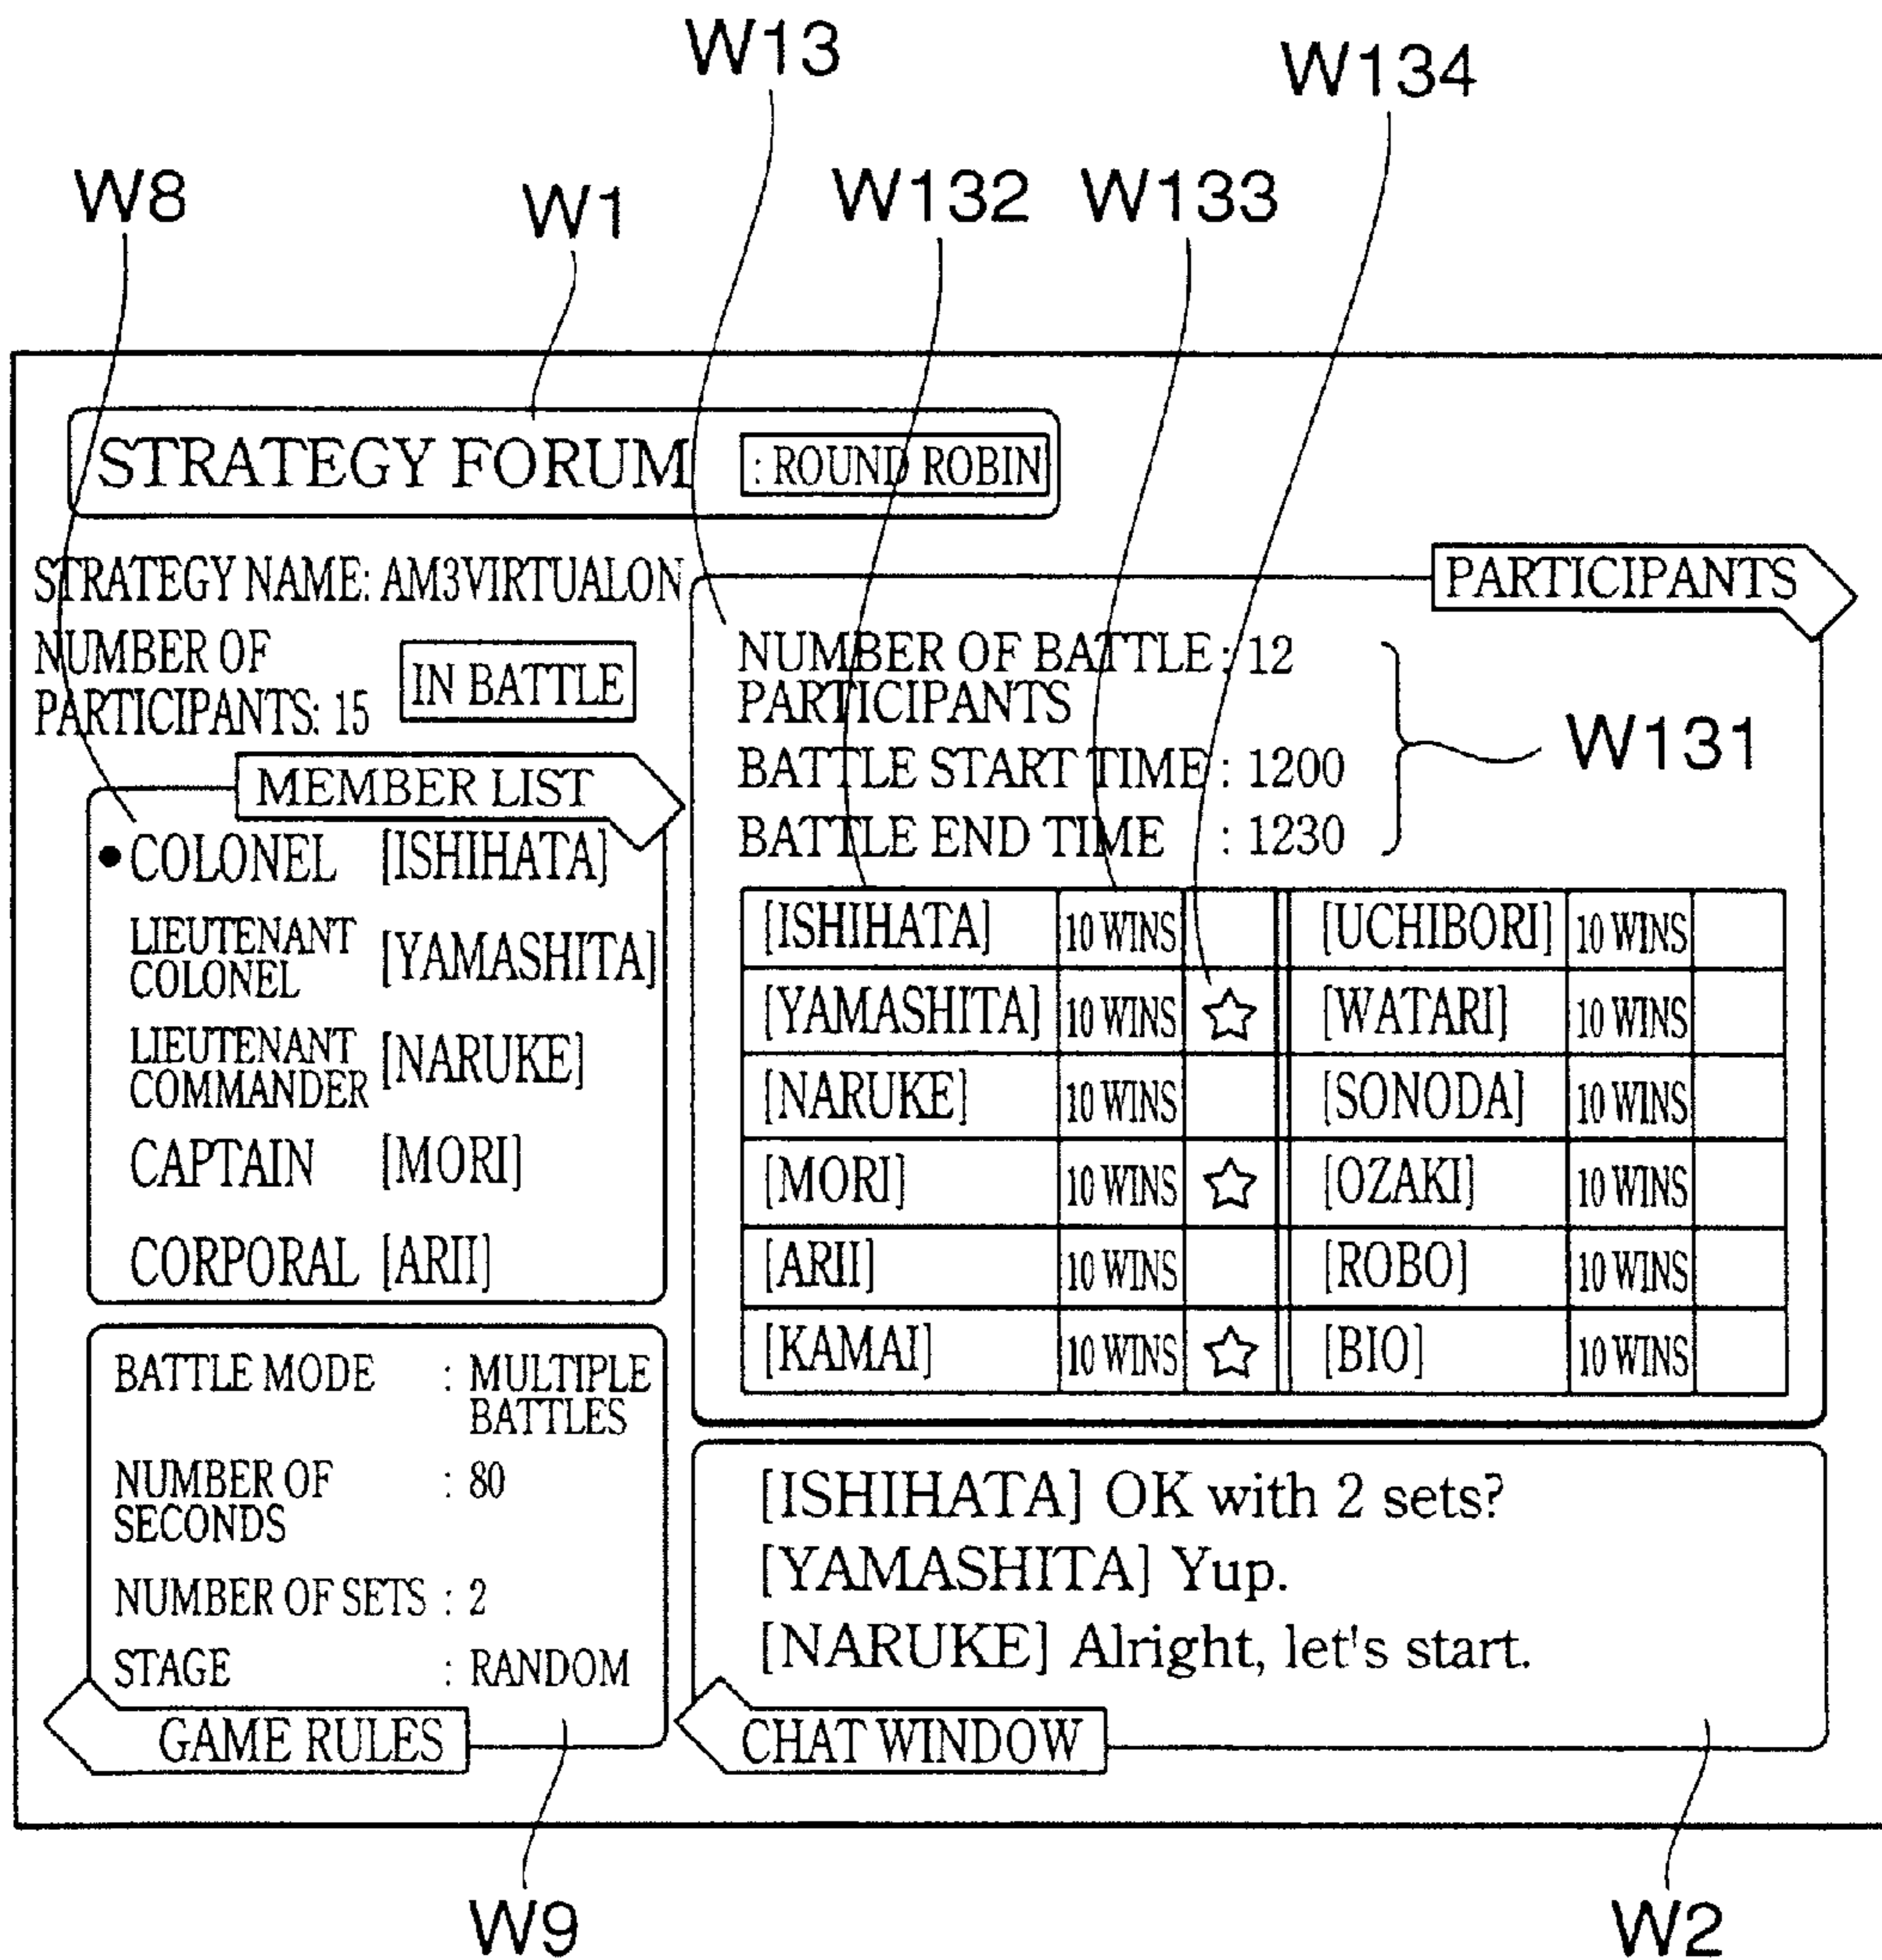 W13
W134
W8
W1
W132
W133
STRATEGY FORUM : ROUND ROBIN
STRATEGY NAME: AM3VIRTUALON
NUMBER OF
PARTICIPANTS: 15
IN BATTLE
MEMBER LIST
●COLONEL [ISHIHATA]
LIEUTENANT
COLONEL [YAMASHITA]
LIEUTENANT
COMMANDER [NARUKE]
CAPTAIN [MORI]
CORPORAL [ARII]
PARTICIPANTS
NUMBER OF BATTLE : 12
PARTICIPANTS
BATTLE START TIME : 1200
BATTLE END TIME : 1230
W131
[ISHIHATA] 10 WINS [UCHIBORI] 10 WINS
[YAMASHITA] 10 WINS ☆ [WATARI] 10 WINS
[NARUKE] 10 WINS [SONODA] 10 WINS
[MORI] 10 WINS ☆ [OZAKI] 10 WINS
[ARII] 10 WINS [ROBO] 10 WINS
[KAMAI] 10 WINS ☆ [BIO] 10 WINS
BATTLE MODE : MULTIPLE
BATTLES
NUMBER OF : 80
SECONDS
NUMBER OF SETS : 2
STAGE : RANDOM
GAME RULES
[ISHIHATA] OK with 2 sets?
[YAMASHITA] Yup.
[NARUKE] Alright, let's start.
CHAT WINDOW
W9
W2